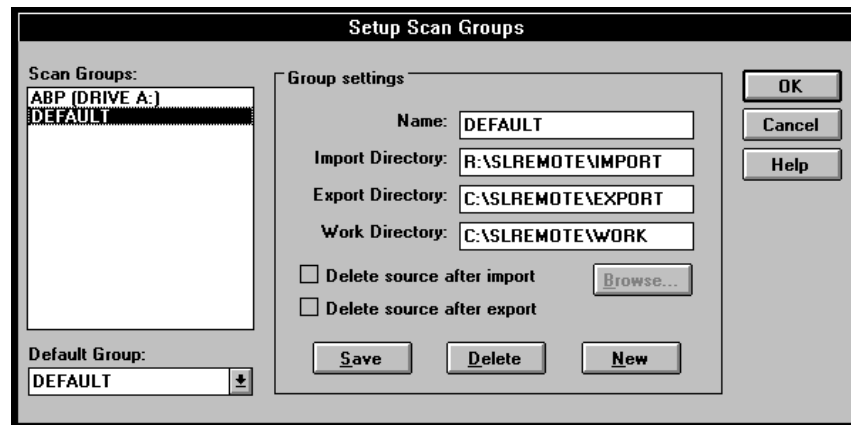 Setup Scan Groups
Scan Groups:
ABP (DRIVE A:)
DEFAULT
Default Group:
DEFAULT
Group settings
Name: DEFAULT
Import Directory: R:\SLREMOTE\IMPORT
Export Directory: C:\SLREMOTE\EXPORT
Work Directory: C:\SLREMOTE\WORK
Delete source after import
Browse...
Delete source after export
Save Delete New
OK
Cancel
Help